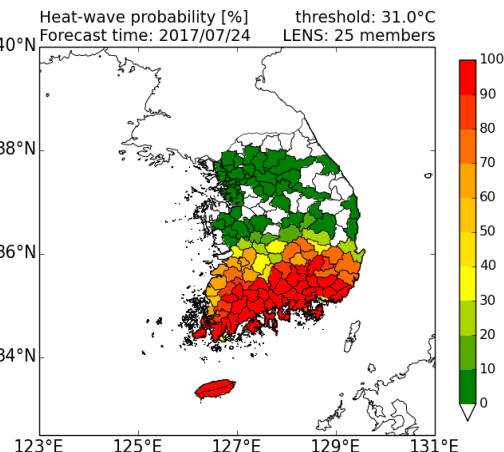 Heat-wave probability [%] threshold: 31.0°C
Forecast time: 2017/07/24 LENS: 25 members
40°N
38°N
36°N
34°N
123°E 125°E 127°E 129°E 131°E
100
90
80
70
60
50
40
30
20
10
0